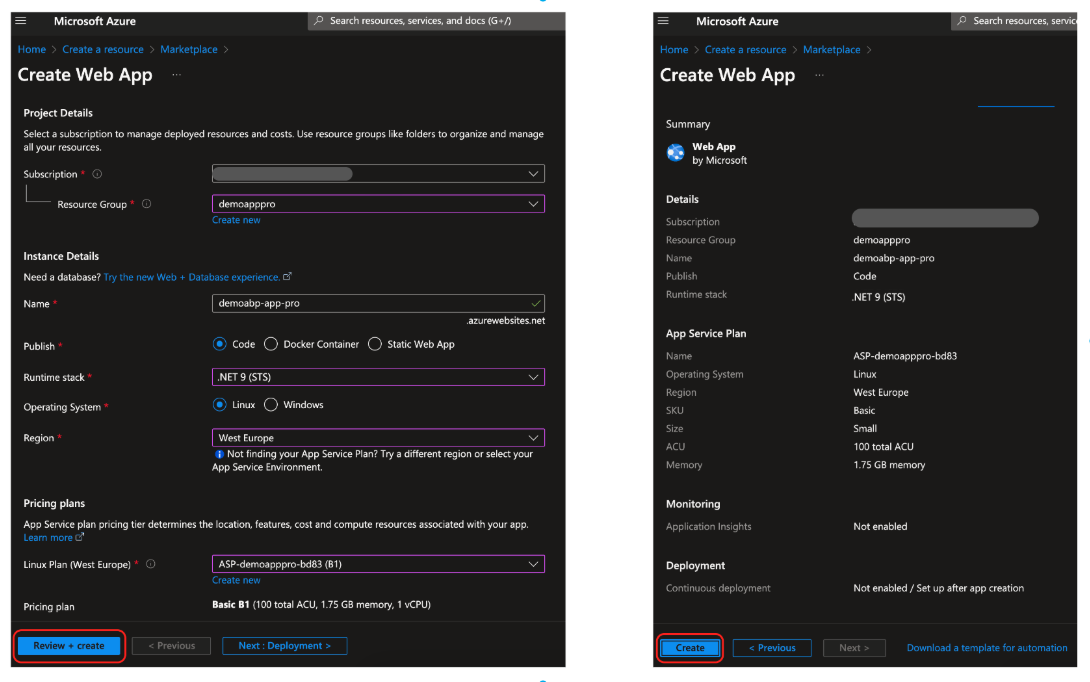 Microsoft Azure
Search resources, services, and docs (G+/)
Home > Create a resource > Marketplace >
Create Web App ...
Project Details
Select a subscription to manage deployed resources and costs. Use resource groups like folders to organize and manage
all your resources.
Subscription *
Resource Group *
demoapppro
Create new
Instance Details
Need a database? Try the new Web + Database experience.
Name *
demoabp-app-pro
.azurewebsites.net
Publish *
Code Docker Container Static Web App
Runtime stack *
.NET 9 (STS)
Operating System *
Linux Windows
Region *
West Europe
Not finding your App Service Plan? Try a different region or select your
App Service Environment.
Pricing plans
App Service plan pricing tier determines the location, features, cost and compute resources associated with your app.
Learn more
Linux Plan (West Europe) *
ASP-demoapppro-bd83 (B1)
Create new
Pricing plan
Basic B1 (100 total ACU, 1.75 GB memory, 1 vCPU)
Review + create
< Previous
Next : Deployment >
Microsoft Azure
Search resources, servic
Home > Create a resource > Marketplace >
Create Web App ...
Summary
Web App
by Microsoft
Details
Subscription
Resource Group demoapppro
Name demoabp-app-pro
Publish Code
Runtime stack .NET 9 (STS)
App Service Plan
Name ASP-demoapppro-bd83
Operating System Linux
Region West Europe
SKU Basic
Size Small
ACU 100 total ACU
Memory 1.75 GB memory
Monitoring
Application Insights Not enabled
Deployment
Continuous deployment Not enabled / Set up after app creation
Create
< Previous
Next >
Download a template for automation